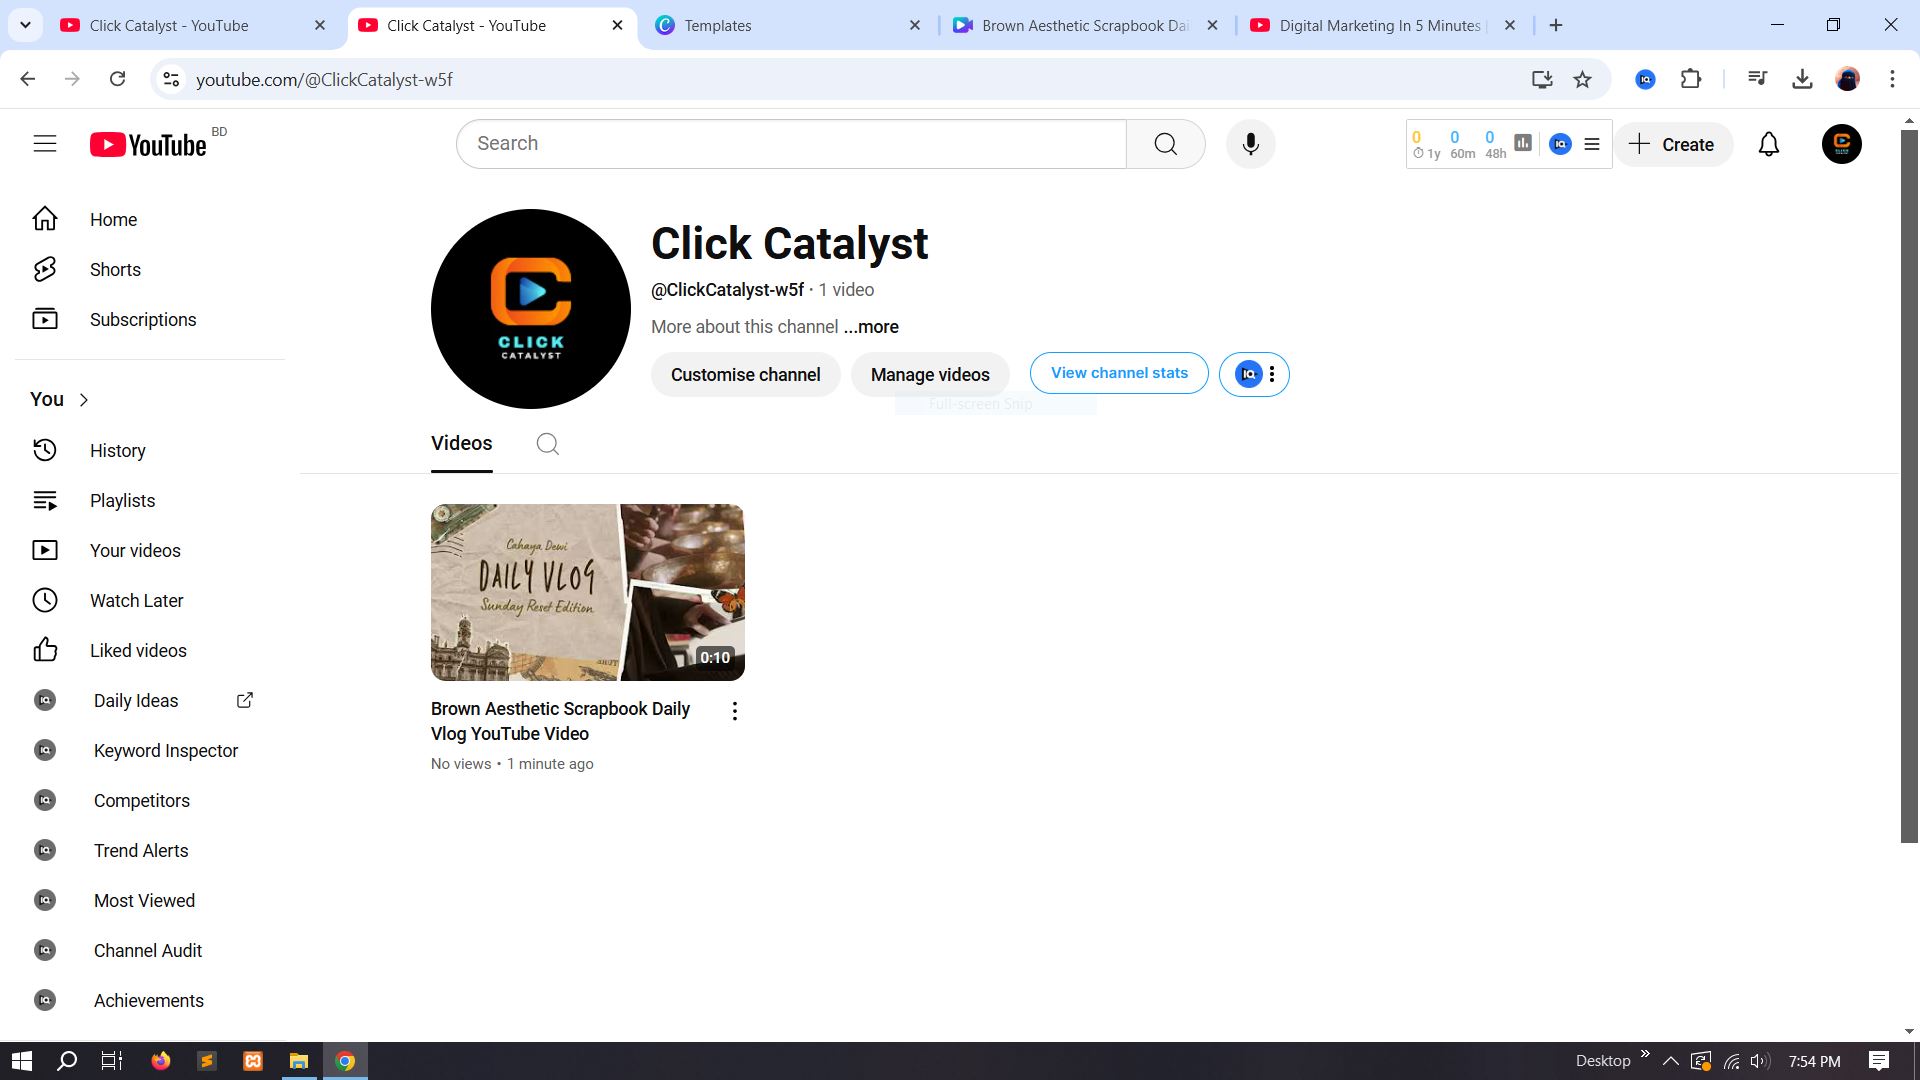 Click Catalyst - YouTube
Click Catalyst - YouTube
Templates
Brown Aesthetic Scrapbook Dai
Digital Marketing In 5 Minutes
youtube.com/@ClickCatalyst-w5f
YouTube BD
Search
0 0 0
1y 60m 48h
Create
Home
Shorts
Subscriptions
You
History
Playlists
Your videos
Watch Later
Liked videos
Daily Ideas
Keyword Inspector
Competitors
Trend Alerts
Most Viewed
Channel Audit
Achievements
CLICK
CATALYST
Click Catalyst
@ClickCatalyst-w5f · 1 video
More about this channel ...more
Customise channel
Manage videos
View channel stats
Full-screen Snip
Videos
Cahaya Dewi
DAILY VLOG
Sunday Reset Edition
0:10
Brown Aesthetic Scrapbook Daily
Vlog YouTube Video
No views • 1 minute ago
Desktop
7:54 PM